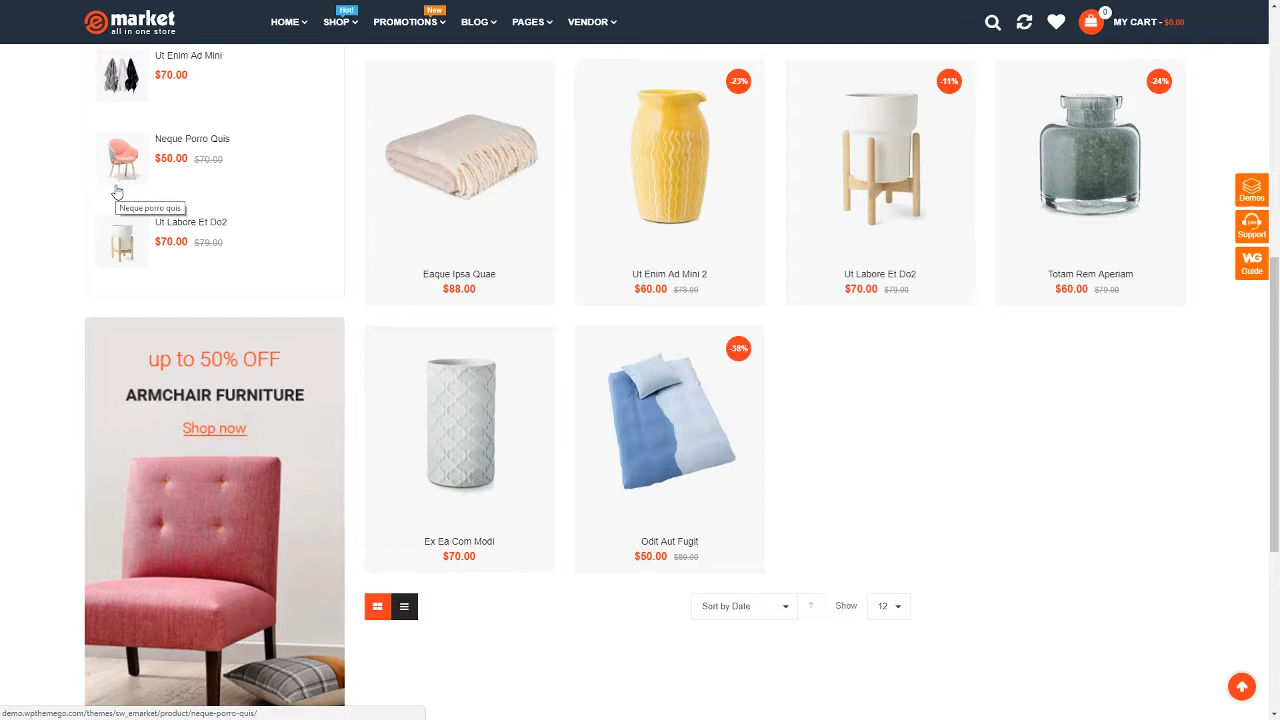 market
all in one store
HOME
Hot!
SHOP
New
PROMOTIONS
BLOG
PAGES
VENDOR
0
MY CART - $0.00
Ut Enim Ad Mini
$70.00
Neque Porro Quis
$50.00 $70.00
Neque porro quis
Ut Labore Et Do2
$70.00 $79.00
up to 50% OFF
ARMCHAIR FURNITURE
Shop now
Eaque Ipsa Quae
$88.00
-23%
Ut Enim Ad Mini 2
$60.00 $78.00
-11%
Ut Labore Et Do2
$70.00 $79.00
-24%
Totam Rem Aperiam
$60.00 $79.00
Ex Ea Com Modi
$70.00
-38%
Odit Aut Fugit
$50.00 $80.00
Sort by Date
Show
12
Demos
Support
WG
Guide
demo.wpthemego.com/themes/sw_emarket/product/neque-porro-quis/